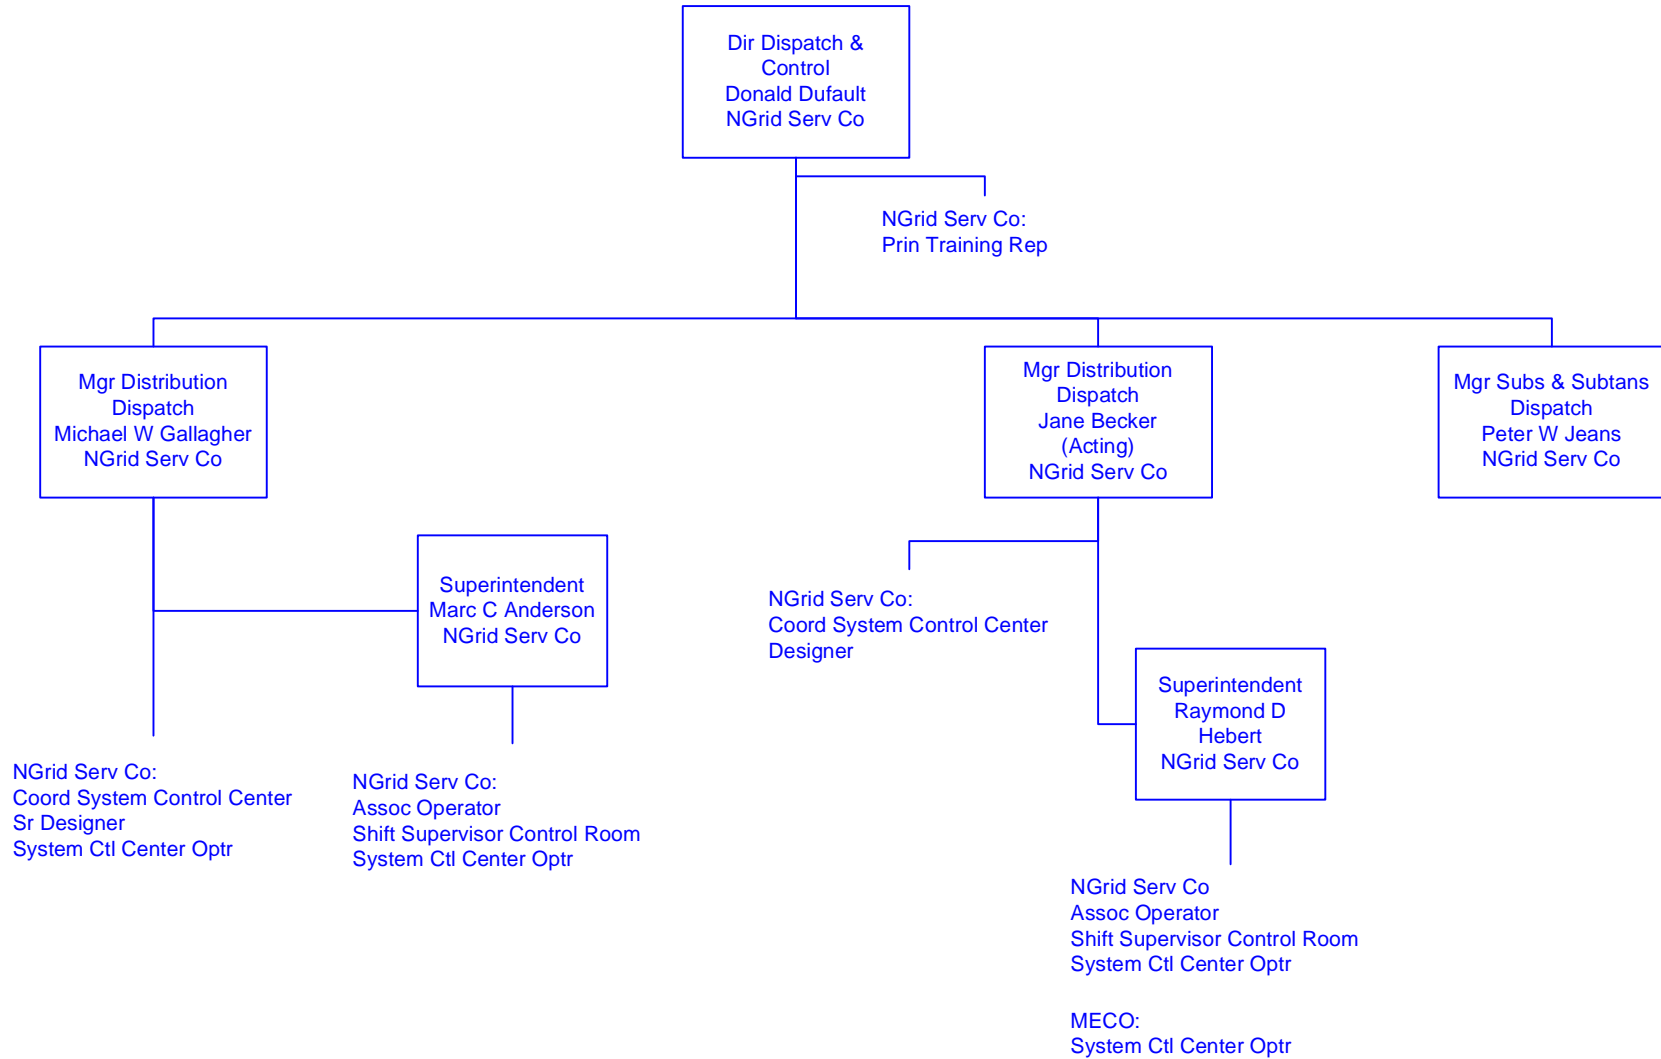 Dir Dispatch &
Control
Donald Dufault
NGrid Serv Co
NGrid Serv Co:
Prin Training Rep
Mgr Distribution
Dispatch
Michael W Gallagher
NGrid Serv Co
Mgr Distribution
Dispatch
Jane Becker
(Acting)
NGrid Serv Co
Mgr Subs & Subtans
Dispatch
Peter W Jeans
NGrid Serv Co
Superintendent
Marc C Anderson
NGrid Serv Co
NGrid Serv Co:
Coord System Control Center
Designer
Superintendent
Raymond D
Hebert
NGrid Serv Co
NGrid Serv Co:
Coord System Control Center
Sr Designer
System Ctl Center Optr
NGrid Serv Co:
Assoc Operator
Shift Supervisor Control Room
System Ctl Center Optr
NGrid Serv Co
Assoc Operator
Shift Supervisor Control Room
System Ctl Center Optr
MECO:
System Ctl Center Optr